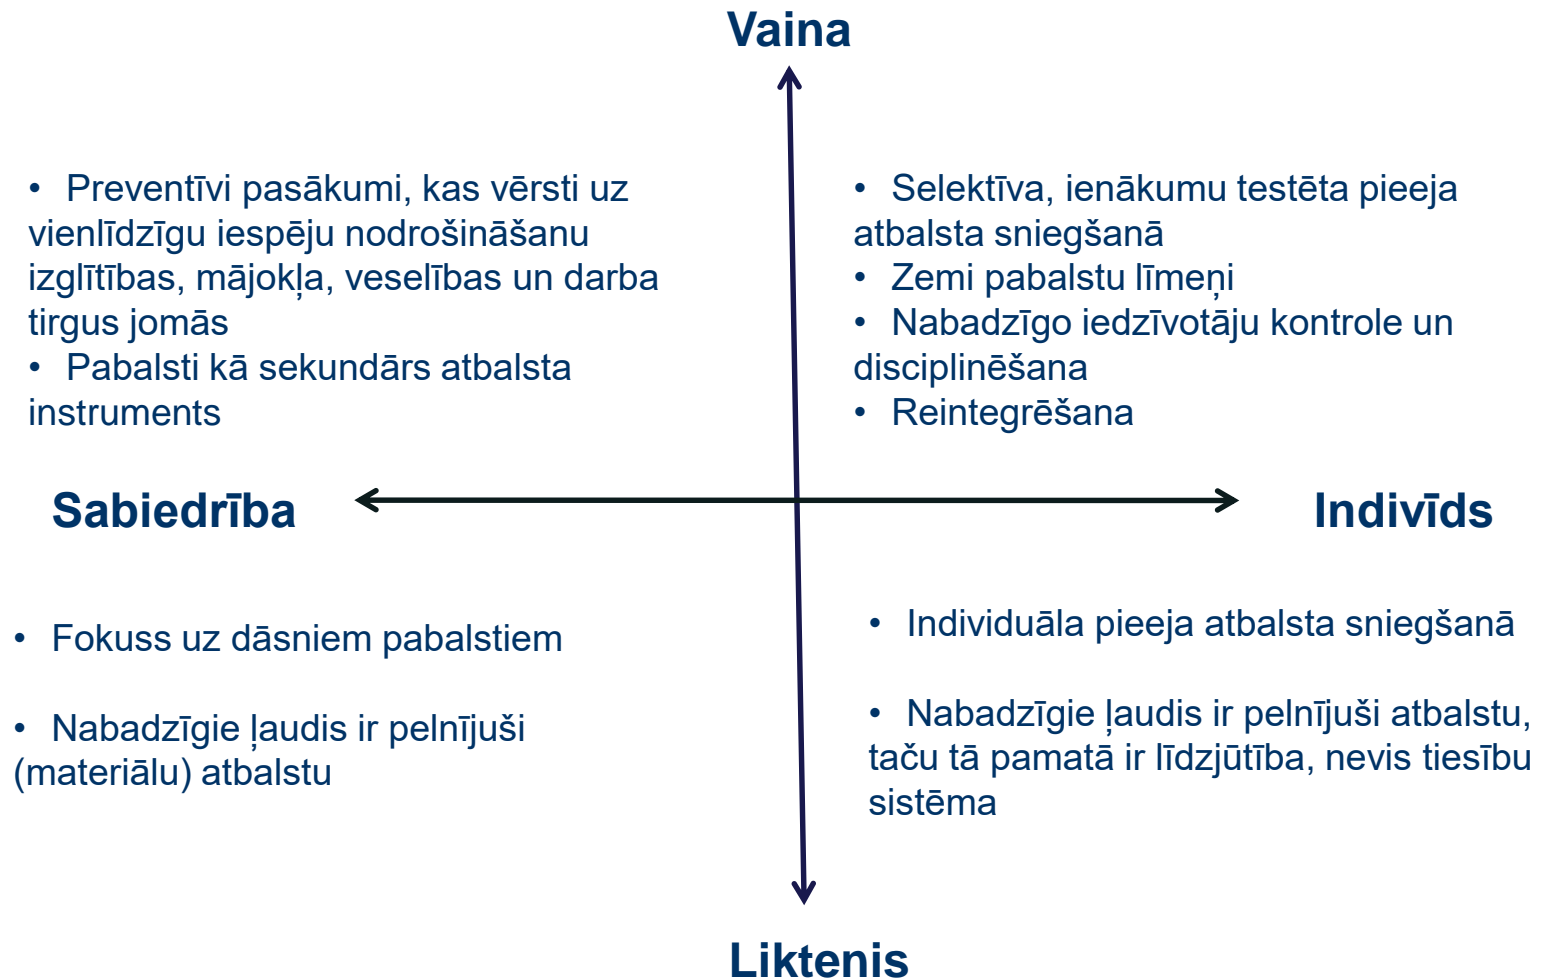 Vaina
• Preventīvi pasākumi, kas vērsti uz
vienlīdzīgu iespēju nodrošināšanu
izglītības, mājokļa, veselības un darba
tirgus jomās
• Pabalsti kā sekundārs atbalsta
instruments
• Selektīva, ienākumu testēta pieeja
atbalsta sniegšanā
• Zemi pabalstu līmeņi
• Nabadzīgo iedzīvotāju kontrole un
disciplinēšana
• Reintegrēšana
Sabiedrība
Indivīds
• Fokuss uz dāsniem pabalstiem
• Nabadzīgie ļaudis ir pelnījuši
(materiālu) atbalstu
• Individuāla pieeja atbalsta sniegšanā
• Nabadzīgie ļaudis ir pelnījuši atbalstu,
taču tā pamatā ir līdzjūtība, nevis tiesību
sistēma
Liktenis